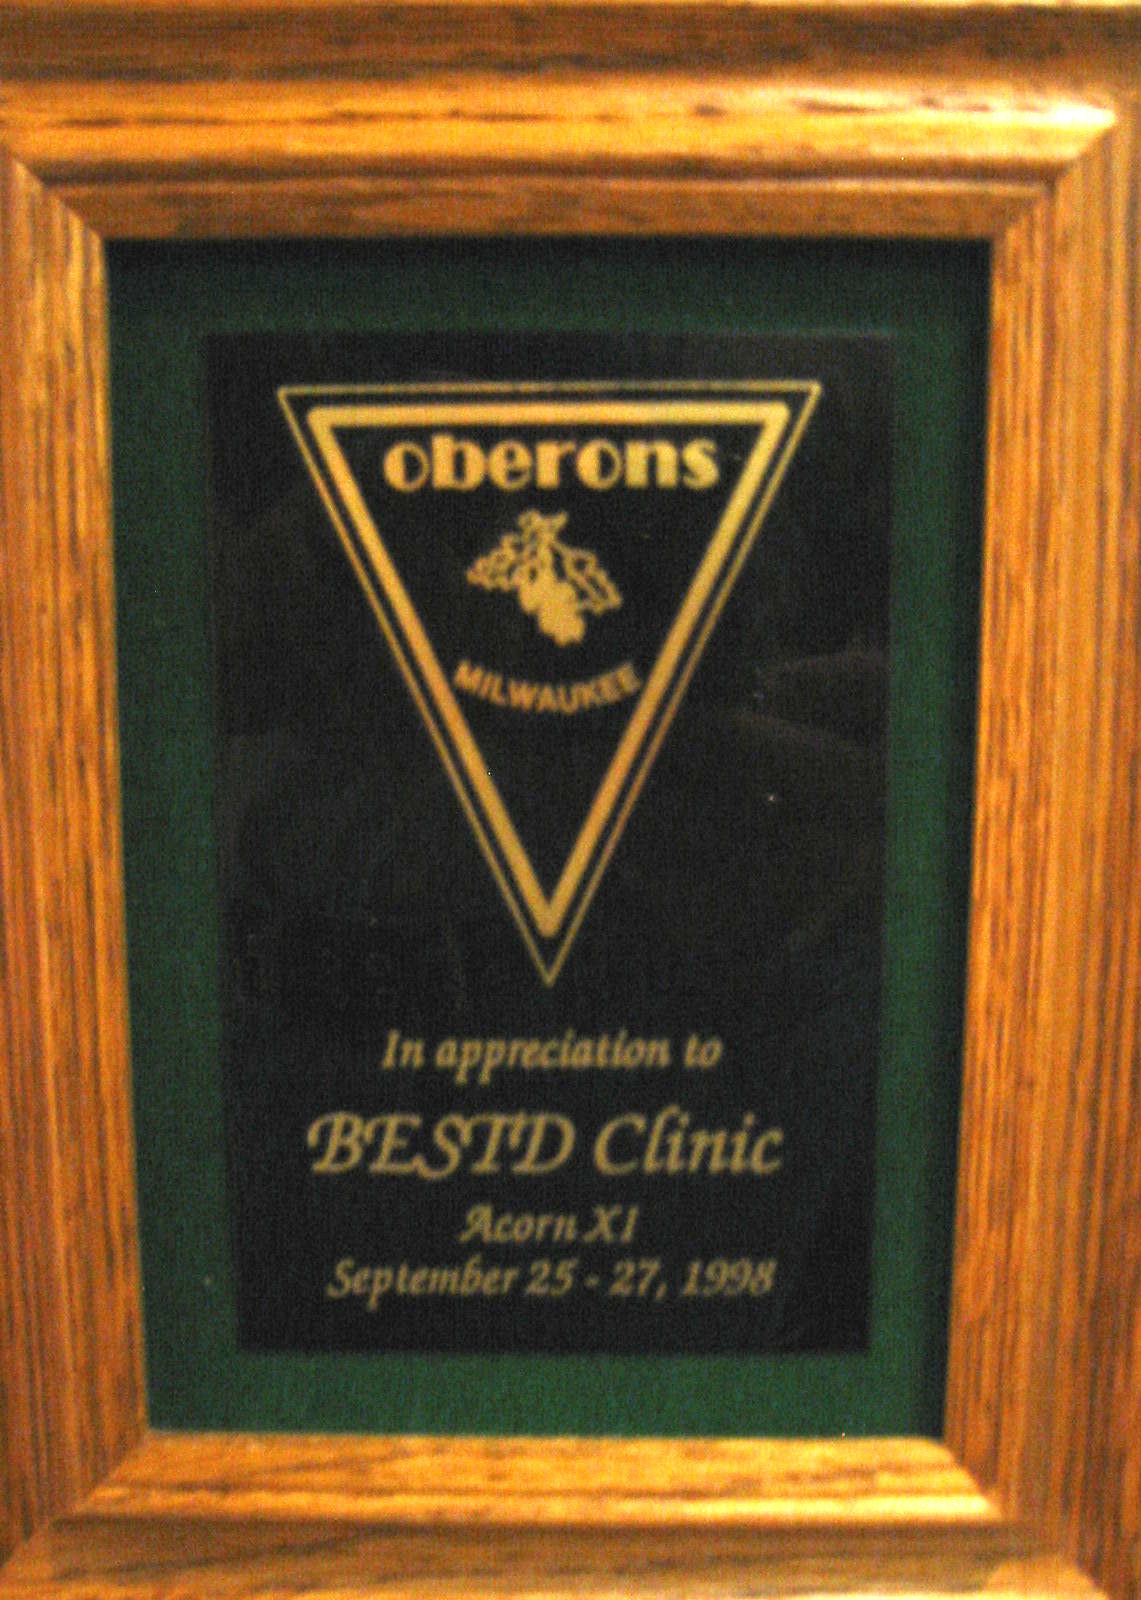 oberons
MILWAUKEE
In appreciation to
BESTD Clinic
Acorn XI
September 25 - 27, 1998